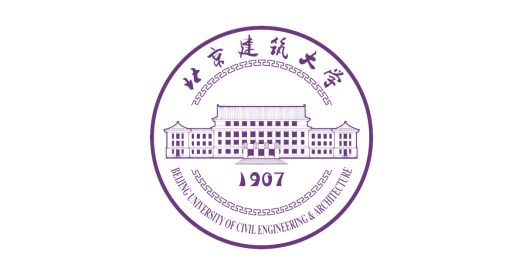 北京建筑大学
1907
BEIJING UNIVERSITY OF CIVIL ENGINEERING & ARCHITECTURE